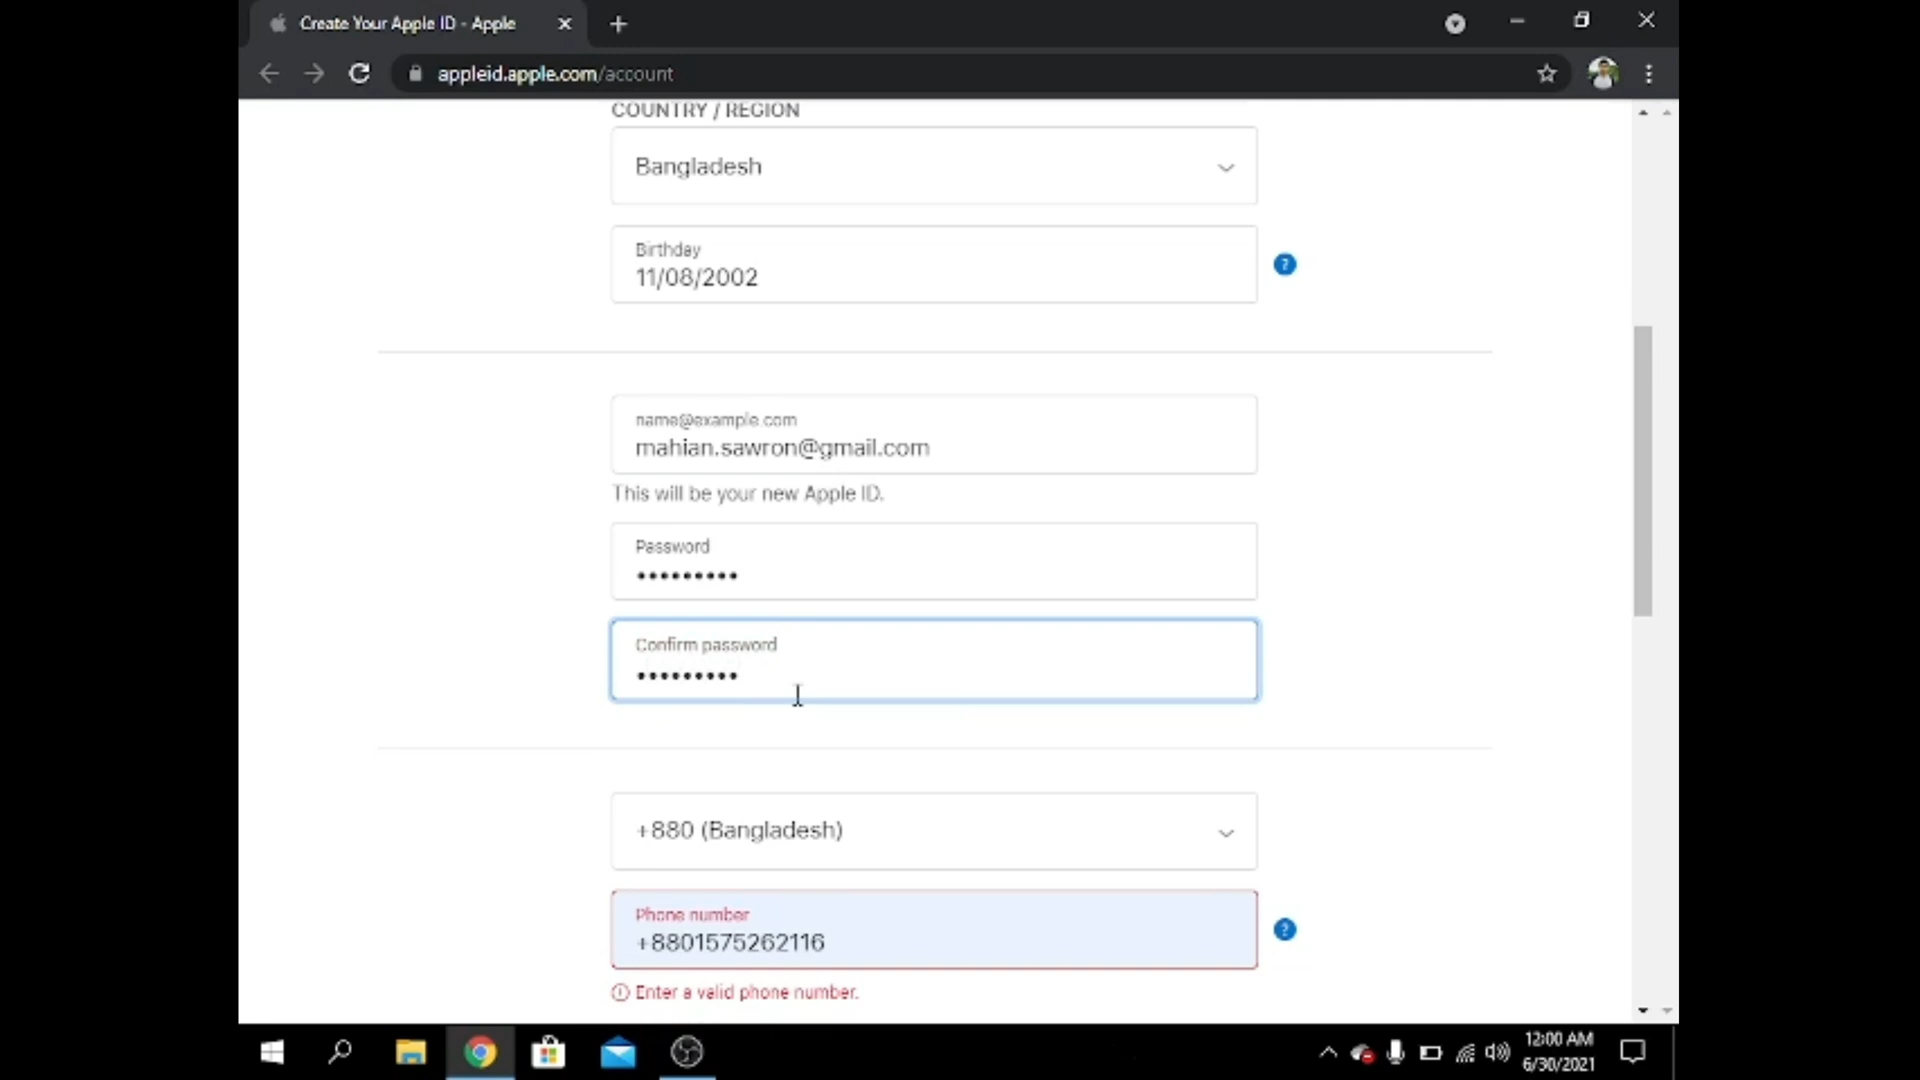 Create Your Apple ID - Apple
appleid.apple.com/account
COUNTRY / REGION
Bangladesh
Birthday
11/08/2002
?
name@example.com
mahian.sawron@gmail.com
This will be your new Apple ID.
Password
•••••••••
Confirm password
•••••••••
+880 (Bangladesh)
Phone number
+8801575262116
?
Enter a valid phone number.
12:00 AM
6/30/2021